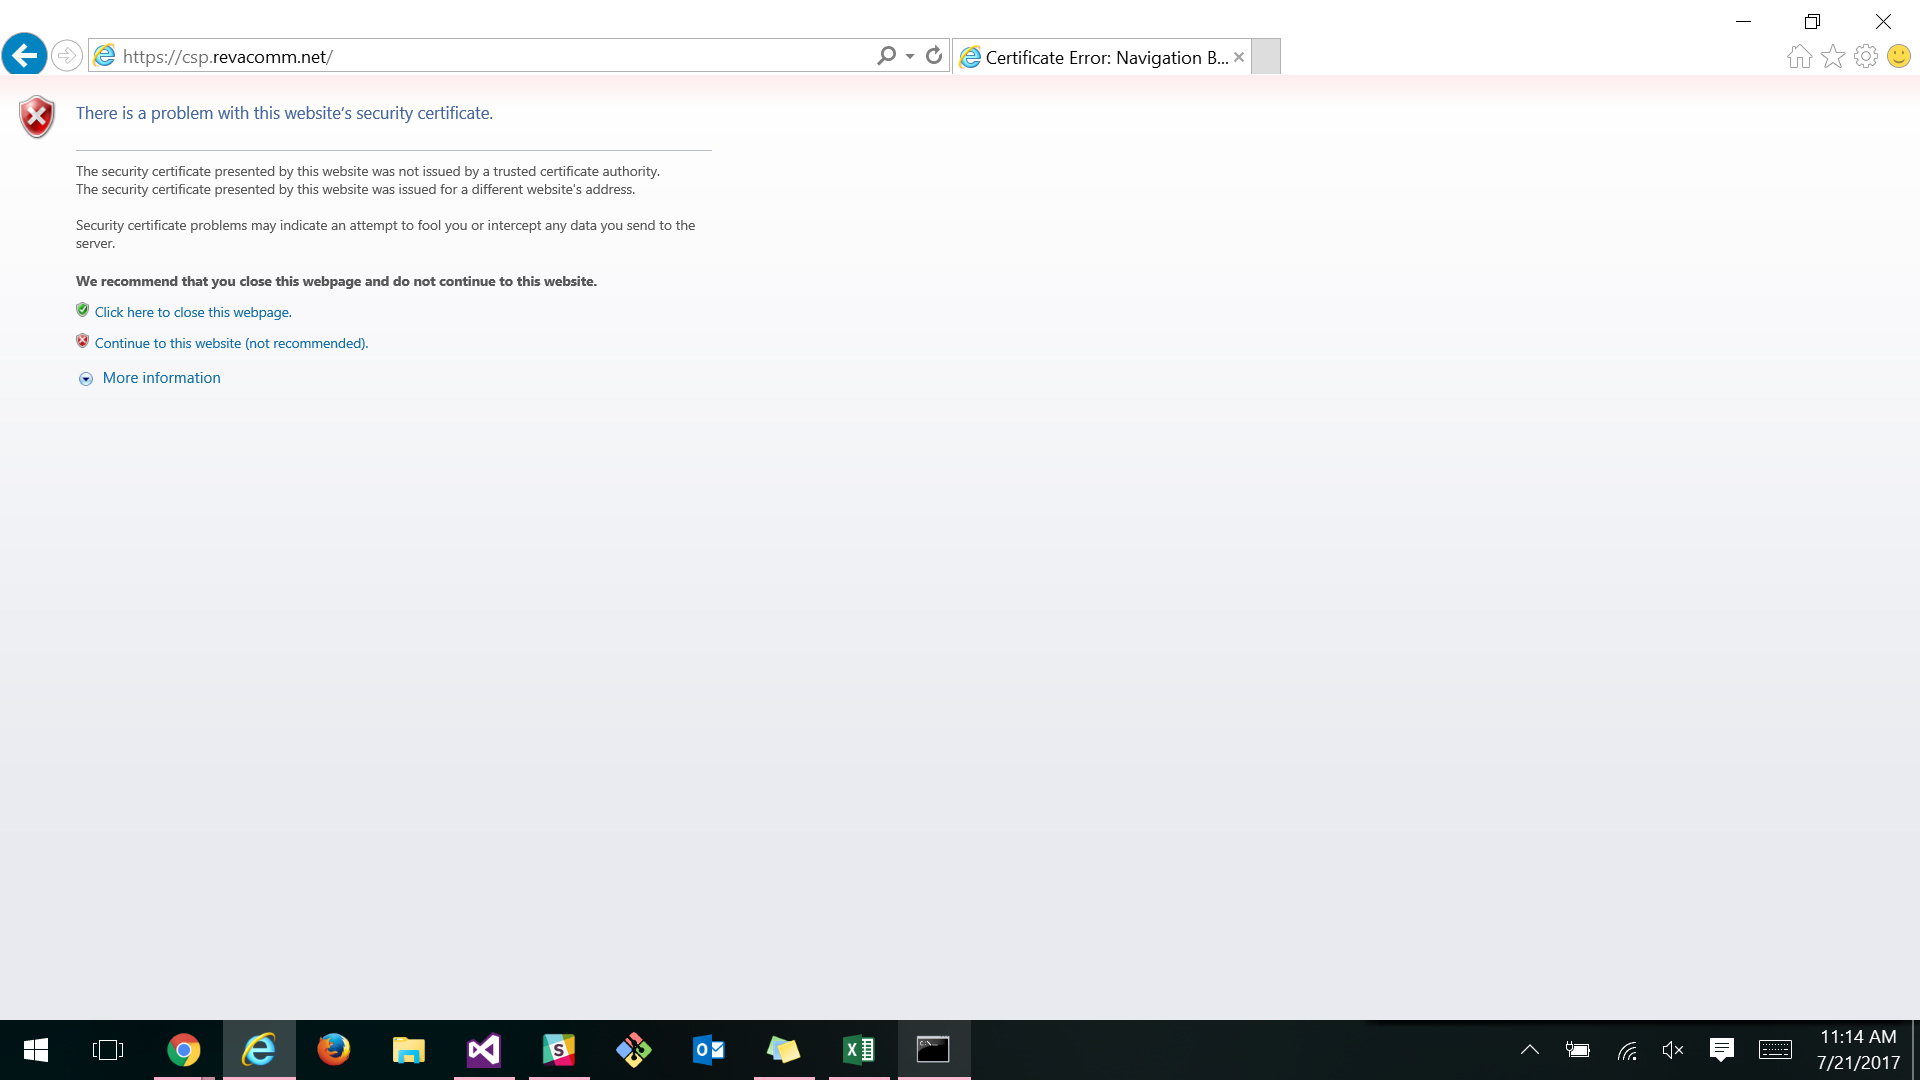 https://csp.revacomm.net/
Certificate Error: Navigation B...
There is a problem with this website's security certificate.
The security certificate presented by this website was not issued by a trusted certificate authority.
The security certificate presented by this website was issued for a different website's address.
Security certificate problems may indicate an attempt to fool you or intercept any data you send to the
server.
We recommend that you close this webpage and do not continue to this website.
Click here to close this webpage.
Continue to this website (not recommended).
More information
11:14 AM
7/21/2017